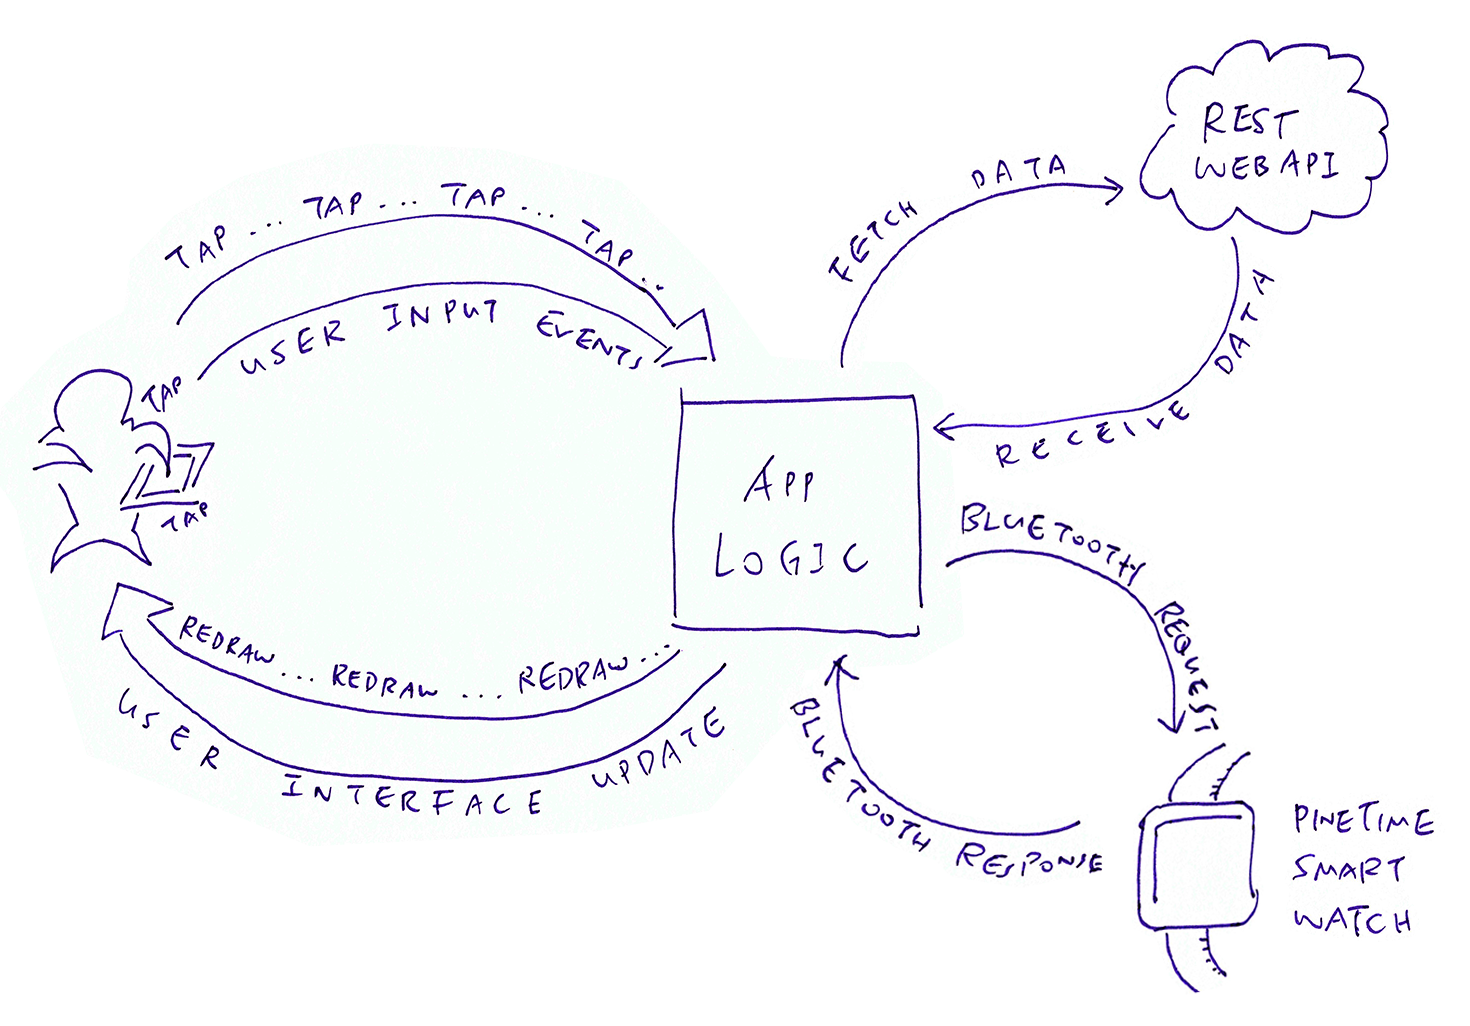 TAP ... TAP ... TAP ... TAP ..
USER INPUT EVENTS
TAP
TAP
REDRAW ... REDRAW ... REDRAW ...
USER INTERFACE UPDATE
APP
LOGIC
FETCH DATA
REST
WEB API
RECEIVE DATA
BLUETOOTH REQUEST
BLUETOOTH RESPONSE
PINETIME
SMART
WATCH